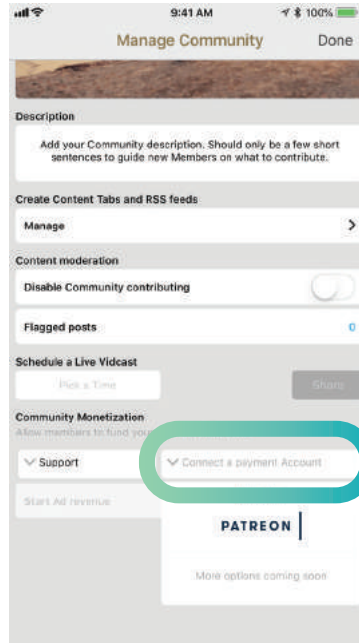 9:41 AM
100%
Manage Community
Done
Description
Add your Community description. Should only be a few short
sentences to guide new Members on what to contribute.
Create Content Tabs and RSS feeds
Manage
Content moderation
Disable Community contributing
Flagged posts
0
Schedule a Live Vidcast
Pick a Time
Share
Community Monetization
Allow members to fund your
Support
Connect a payment Account
Start Ad revenue
PATREON
More options coming soon